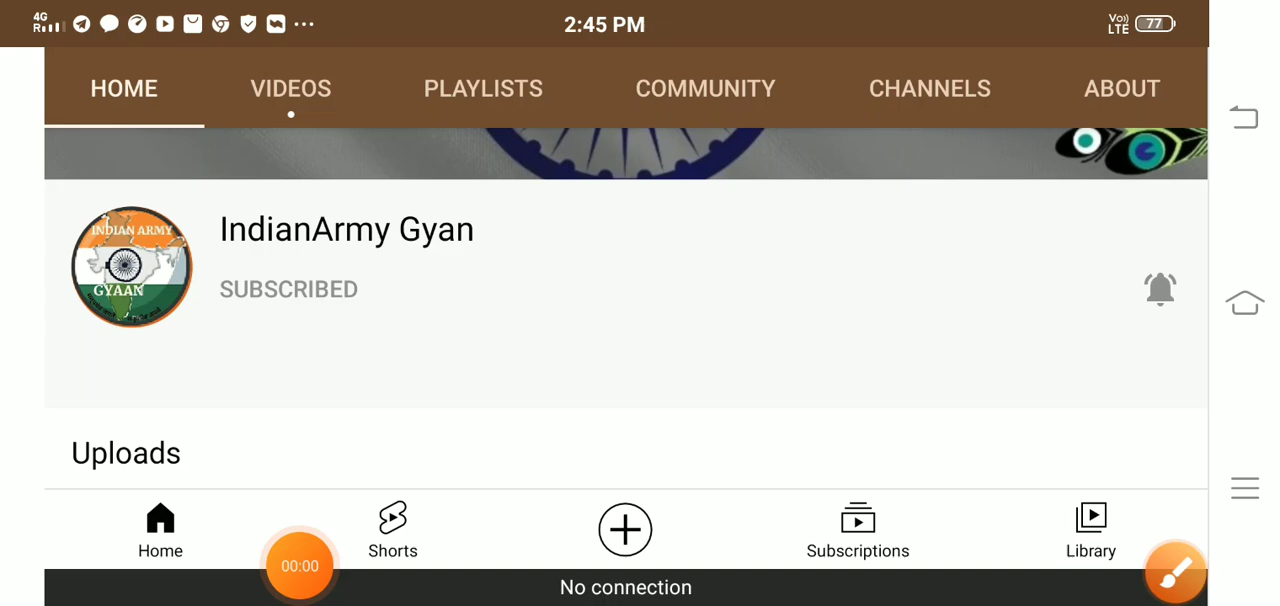 4G
R
2:45 PM
Vo))
LTE
77
HOME
VIDEOS
PLAYLISTS
COMMUNITY
CHANNELS
ABOUT
INDIAN ARMY
GYAAN
IndianArmy Gyan
SUBSCRIBED
Uploads
Home
Shorts
Subscriptions
Library
00:00
No connection